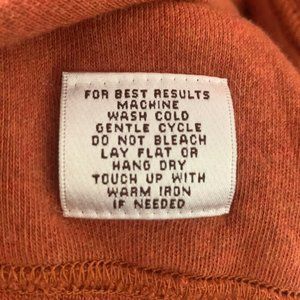 FOR BEST RESULTS
MACHINE
WASH COLD
GENTLE CYCLE
DO NOT BLEACH
LAY FLAT OR
HANG DRY
TOUCH UP WITH
WARM IRON
IF NEEDED